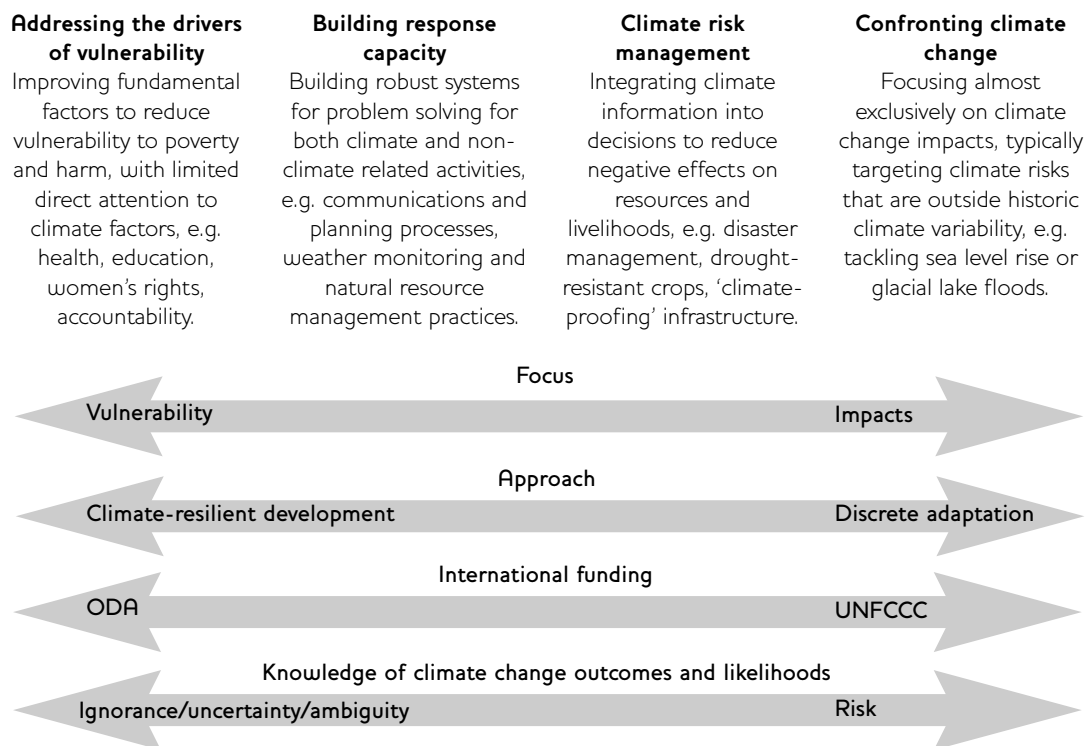 Addressing the drivers
of vulnerability
Improving fundamental
factors to reduce
vulnerability to poverty
and harm, with limited
direct attention to
climate factors, e.g.
health, education,
women's rights,
accountability.
Building response
capacity
Building robust systems
for problem solving for
both climate and non-
climate related activities,
e.g. communications and
planning processes,
weather monitoring and
natural resource
management practices.
Climate risk
management
Integrating climate
information into
decisions to reduce
negative effects on
resources and
livelihoods, e.g. disaster
management, drought-
resistant crops, ‘climate-
proofing’ infrastructure.
Confronting climate
change
Focusing almost
exclusively on climate
change impacts, typically
targeting climate risks
that are outside historic
climate variability, e.g.
tackling sea level rise or
glacial lake floods.
Focus
Vulnerability
Impacts
Approach
Climate-resilient development
Discrete adaptation
International funding
ODA
UNFCCC
Knowledge of climate change outcomes and likelihoods
Ignorance/uncertainty/ambiguity
Risk